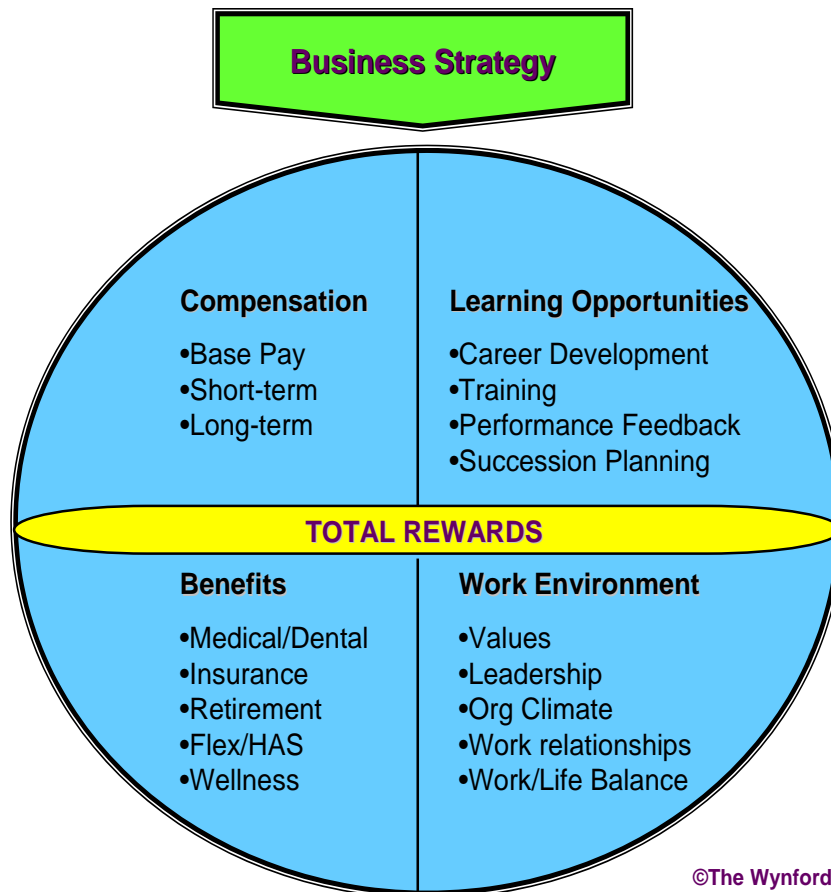 Business Strategy
Compensation
•Base Pay
•Short-term
•Long-term
Learning Opportunities
•Career Development
•Training
•Performance Feedback
•Succession Planning
TOTAL REWARDS
Benefits
•Medical/Dental
•Insurance
•Retirement
•Flex/HAS
•Wellness
Work Environment
•Values
•Leadership
•Org Climate
•Work relationships
•Work/Life Balance
©The Wynford